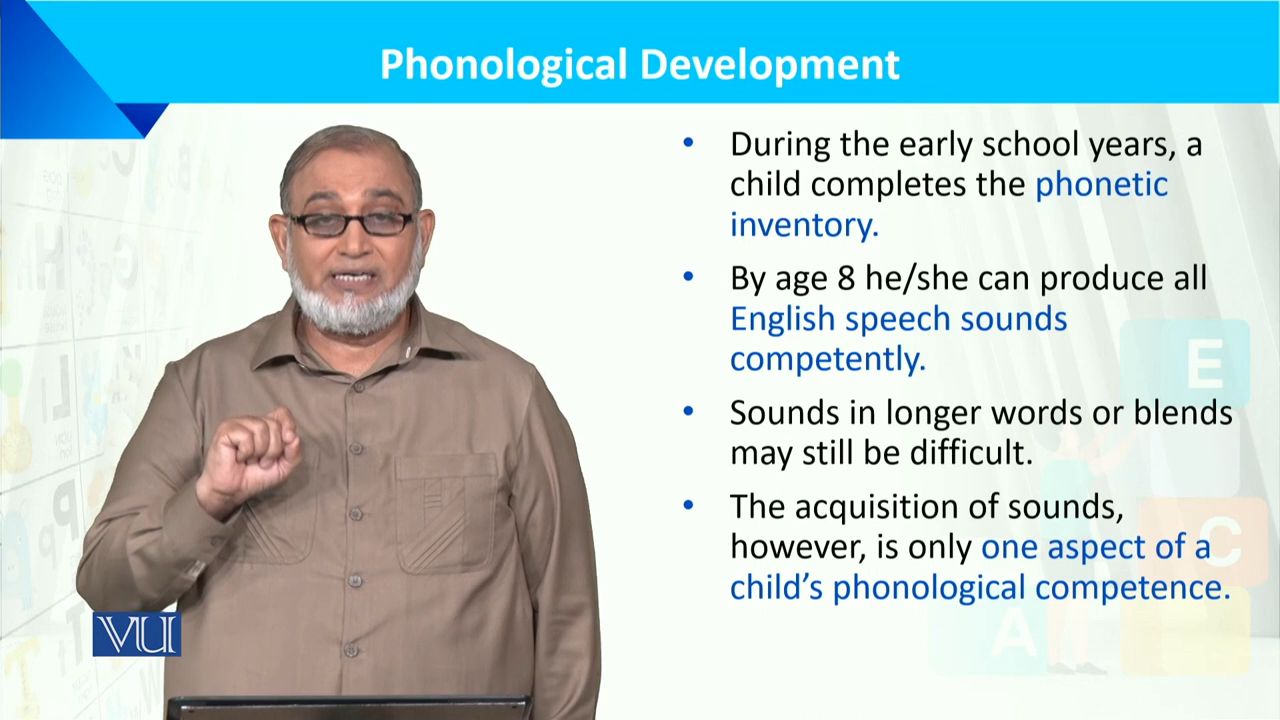 Phonological Development
• During the early school years, a
child completes the phonetic
inventory.
• By age 8 he/she can produce all
English speech sounds
competently.
• Sounds in longer words or blends
may still be difficult.
• The acquisition of sounds,
however, is only one aspect of a
child's phonological competence.
VU
E
C
A